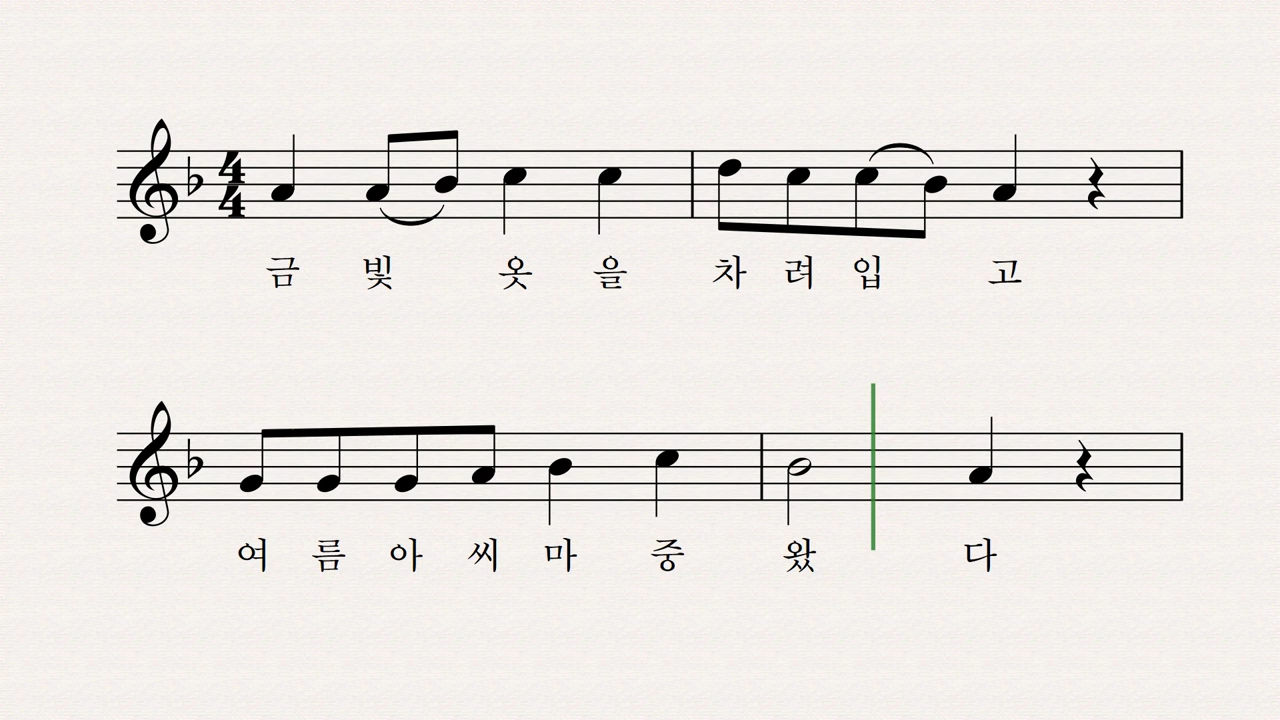 금 빛 옷 을 차 려 입 고
여 름 아 씨 마 중 왔 다